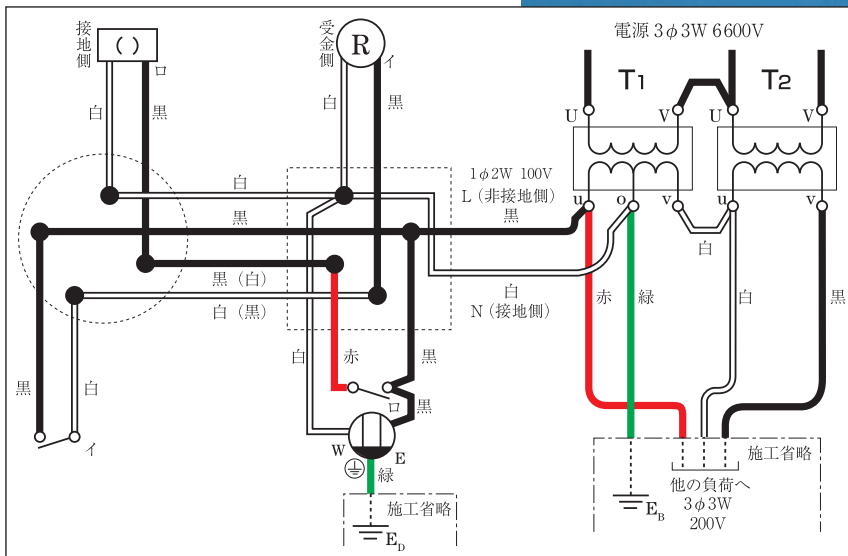 電源 3φ3W 6600V
接地側
( )
ロ
白
黒
受金側
R
イ
白
黒
T1
T2
U
V
U
V
1φ2W 100V
L (非接地側)
黒
u
o
v
u
v
白
白
黒
黒 (白)
白 (黒)
白
N (接地側)
赤
緑
白
黒
白
赤
黒
ロ
黒
黒
白
イ
W
E
緑
施工省略
E_D
施工省略
他の負荷へ
3φ3W
200V
E_B